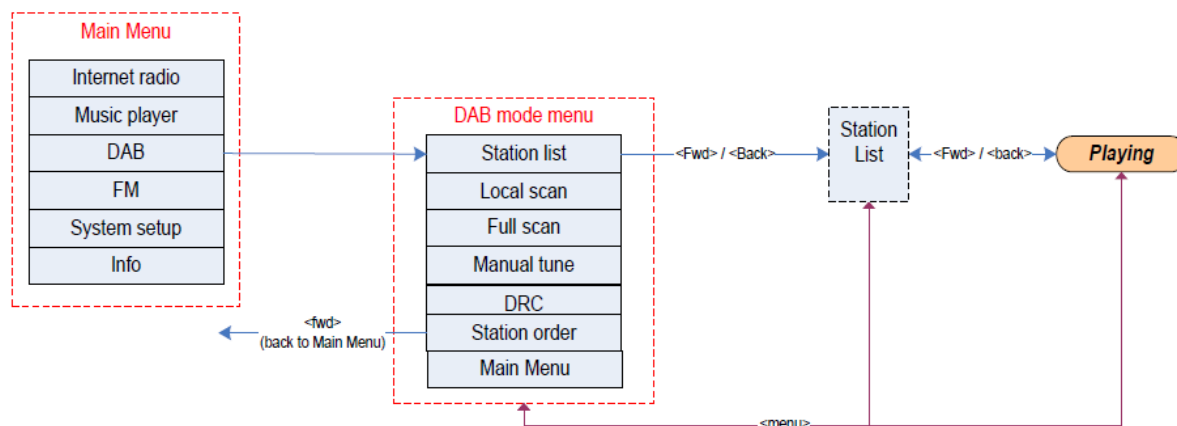 Main Menu
Internet radio
Music player
DAB
FM
System setup
Info
DAB mode menu
Station list
Local scan
Full scan
Manual tune
DRC
Station order
Main Menu
<fwd>
(back to Main Menu)
<Fwd> / <Back>
Station
List
<Fwd> / <back>
Playing
<menu>